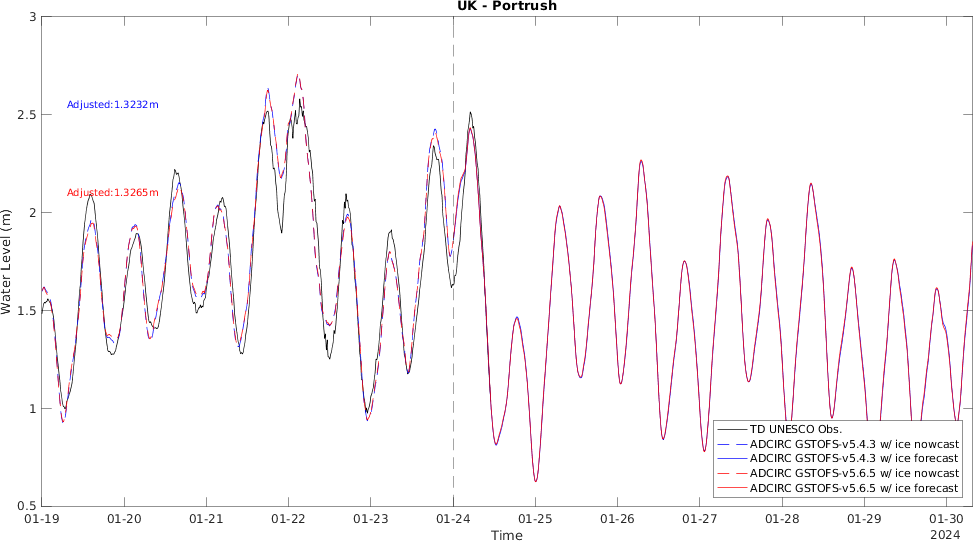 UK - Portrush
3
2.5
2
1.5
1
0.5
Water Level (m)
Adjusted:1.3232m
Adjusted:1.3265m
TD UNESCO Obs.
ADCIRC GSTOFS-v5.4.3 w/ ice nowcast
ADCIRC GSTOFS-v5.4.3 w/ ice forecast
ADCIRC GSTOFS-v5.6.5 w/ ice nowcast
ADCIRC GSTOFS-v5.6.5 w/ ice forecast
01-19 01-20 01-21 01-22 01-23 01-24 01-25 01-26 01-27 01-28 01-29 01-30
Time
2024